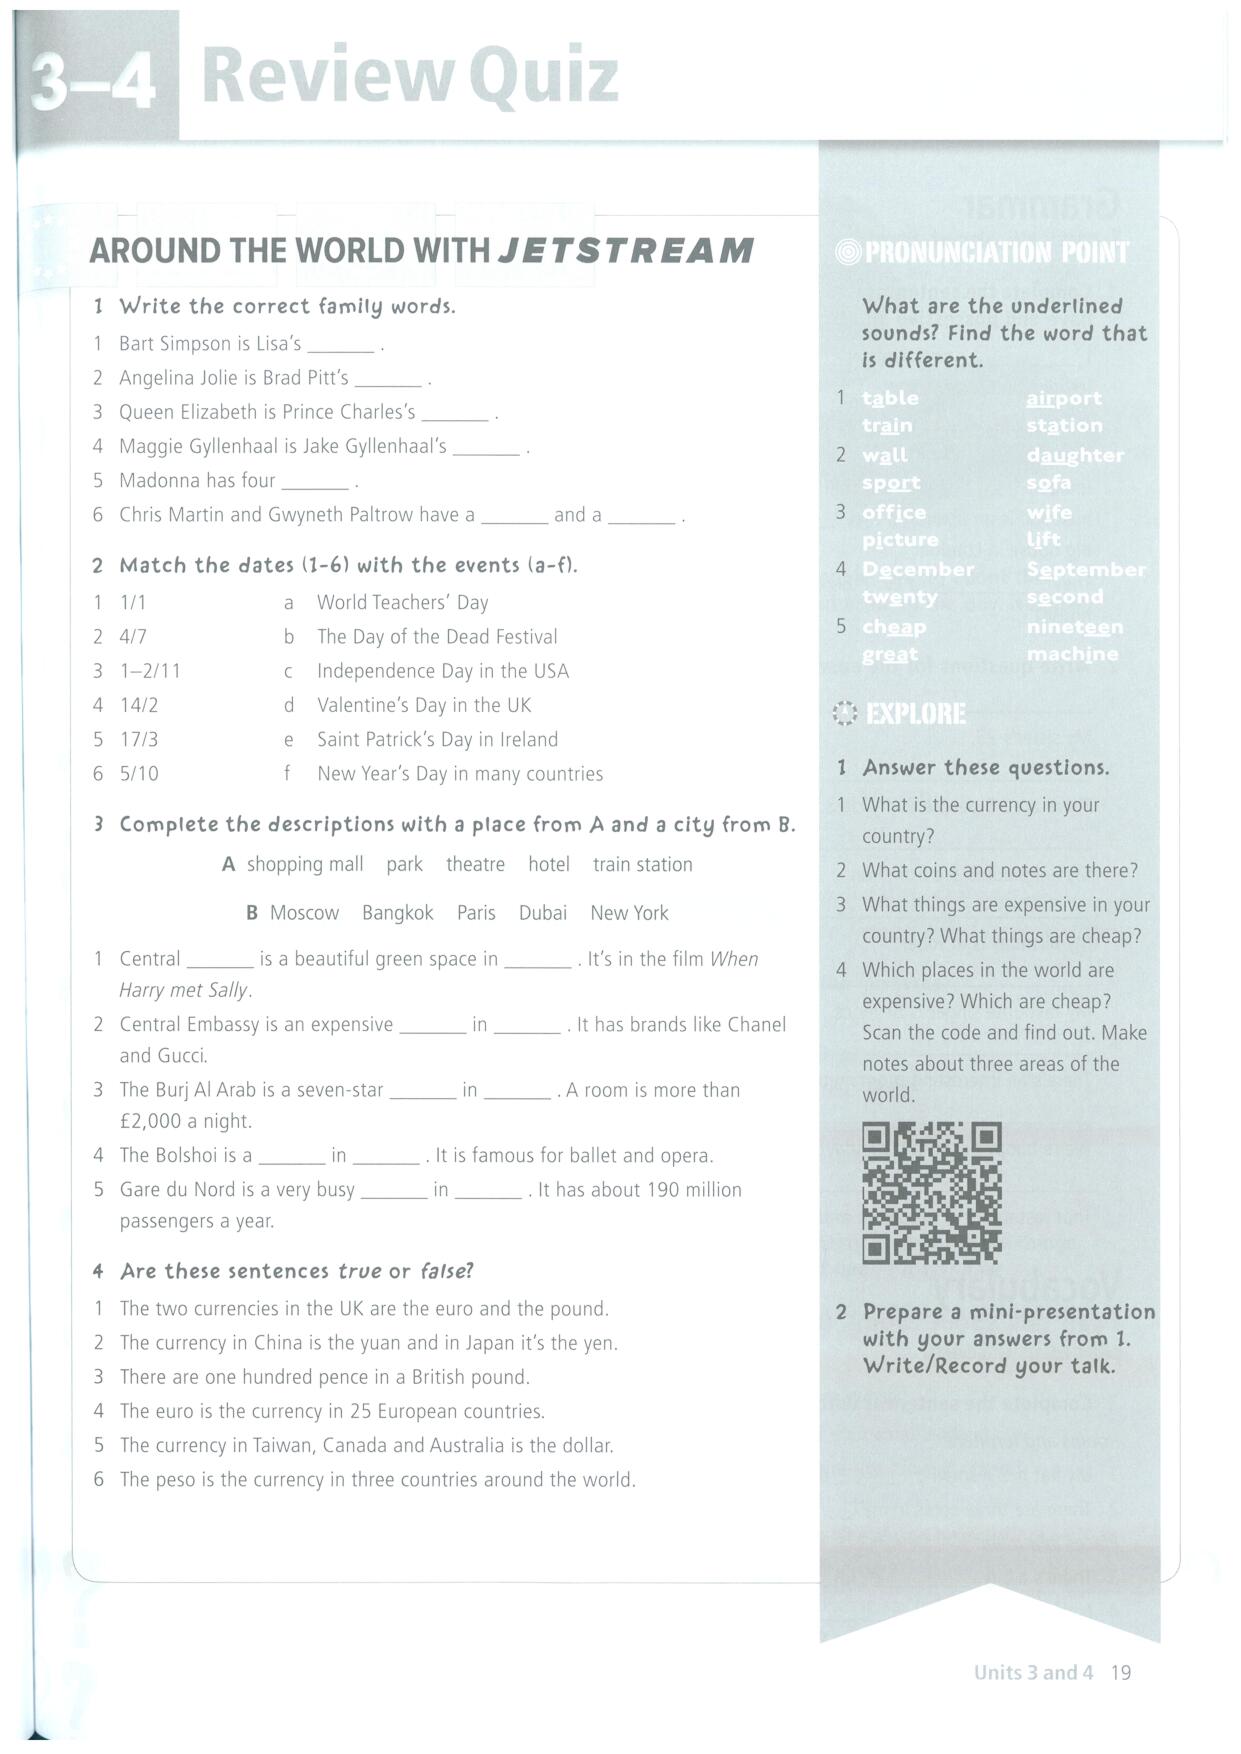 3–4 Review Quiz
AROUND THE WORLD WITH JETSTREAM
1 Write the correct family words.
1 Bart Simpson is Lisa's _______ .
2 Angelina Jolie is Brad Pitt's _______ .
3 Queen Elizabeth is Prince Charles's _______ .
4 Maggie Gyllenhaal is Jake Gyllenhaal's _______ .
5 Madonna has four _______ .
6 Chris Martin and Gwyneth Paltrow have a _______ and a _______ .
2 Match the dates (1-6) with the events (a-f).
1 1/1 a World Teachers' Day
2 4/7 b The Day of the Dead Festival
3 1–2/11 c Independence Day in the USA
4 14/2 d Valentine's Day in the UK
5 17/3 e Saint Patrick's Day in Ireland
6 5/10 f New Year's Day in many countries
3 Complete the descriptions with a place from A and a city from B.
A shopping mall park theatre hotel train station
B Moscow Bangkok Paris Dubai New York
1 Central _______ is a beautiful green space in _______ . It's in the film When
Harry met Sally.
2 Central Embassy is an expensive _______ in _______ . It has brands like Chanel
and Gucci.
3 The Burj Al Arab is a seven-star _______ in _______ . A room is more than
£2,000 a night.
4 The Bolshoi is a _______ in _______ . It is famous for ballet and opera.
5 Gare du Nord is a very busy _______ in _______ . It has about 190 million
passengers a year.
4 Are these sentences true or false?
1 The two currencies in the UK are the euro and the pound.
2 The currency in China is the yuan and in Japan it's the yen.
3 There are one hundred pence in a British pound.
4 The euro is the currency in 25 European countries.
5 The currency in Taiwan, Canada and Australia is the dollar.
6 The peso is the currency in three countries around the world.
PRONUNCIATION POINT
What are the underlined
sounds? Find the word that
is different.
1 table airport
train station
2 wall daughter
sport sofa
3 office wife
picture lift
4 December September
twenty second
5 cheap nineteen
great machine
EXPLORE
1 Answer these questions.
1 What is the currency in your
country?
2 What coins and notes are there?
3 What things are expensive in your
country? What things are cheap?
4 Which places in the world are
expensive? Which are cheap?
Scan the code and find out. Make
notes about three areas of the
world.
2 Prepare a mini-presentation
with your answers from 1.
Write/Record your talk.
Units 3 and 4 19